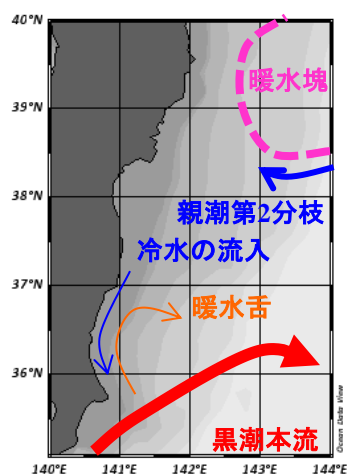 40°N
暖水塊
39°N
38°N
親潮第2分枝
冷水の流入
37°N
暖水舌
36°N
黒潮本流
Ocean Data View
140°E
141°E
142°E
143°E
144°E